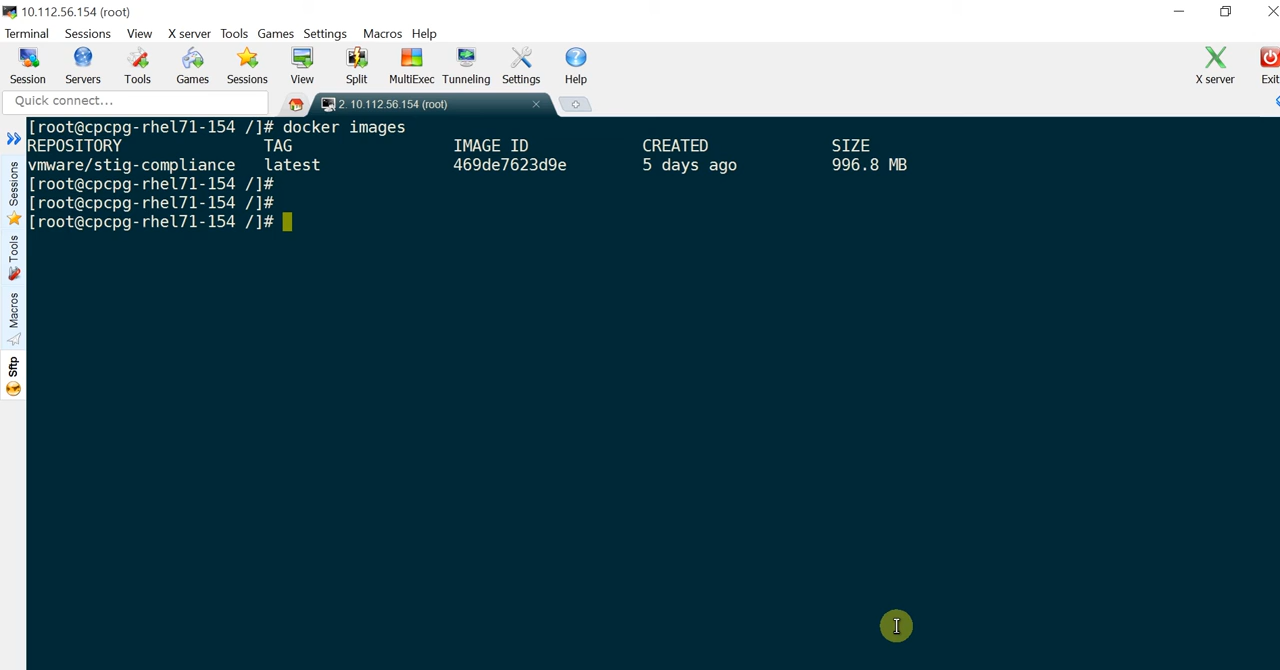 10.112.56.154 (root)
Terminal Sessions View X server Tools Games Settings Macros Help
Session Servers Tools Games Sessions View Split MultiExec Tunneling Settings Help X server Exit
Quick connect...
2. 10.112.56.154 (root)
[root@cpcpg-rhel71-154 /]# docker images
REPOSITORY TAG IMAGE ID CREATED SIZE
vmware/stig-compliance latest 469de7623d9e 5 days ago 996.8 MB
[root@cpcpg-rhel71-154 /]#
[root@cpcpg-rhel71-154 /]#
[root@cpcpg-rhel71-154 /]#
Sessions
Tools
Macros
Sftp